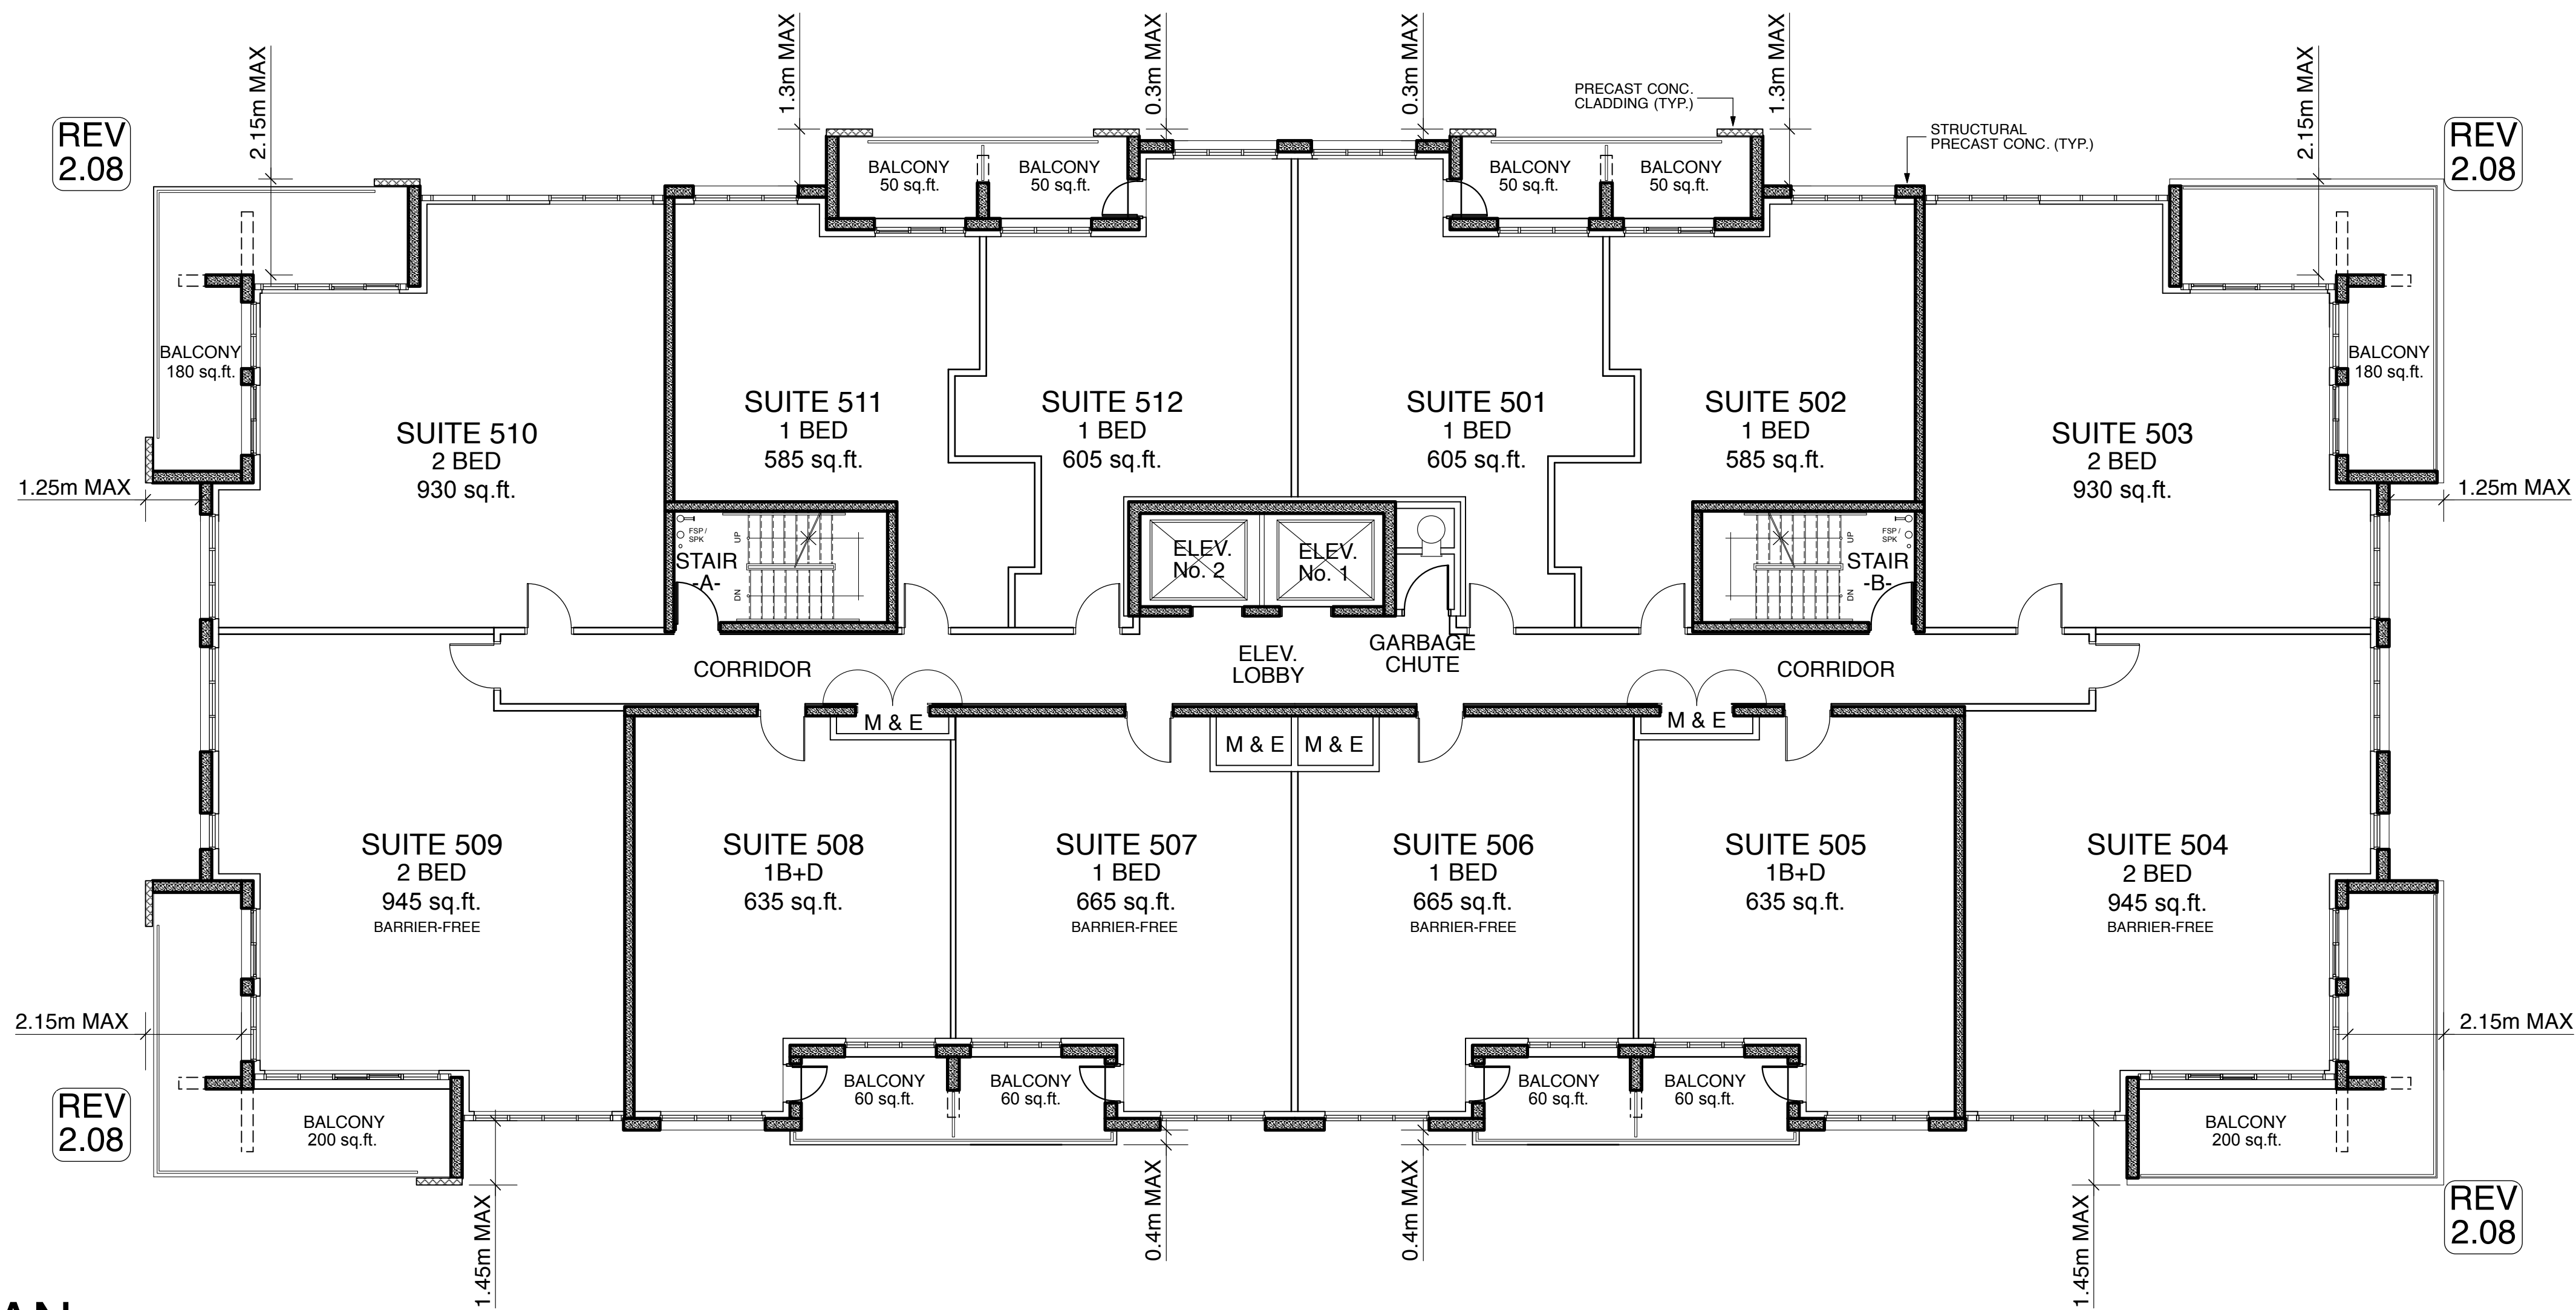 2.15m MAX
1.3m MAX
0.3m MAX
0.3m MAX
1.3m MAX
2.15m MAX
REV
2.08
PRECAST CONC.
CLADDING (TYP.)
STRUCTURAL
PRECAST CONC. (TYP.)
REV
2.08
BALCONY
50 sq.ft.
BALCONY
50 sq.ft.
BALCONY
50 sq.ft.
BALCONY
50 sq.ft.
BALCONY
180 sq.ft.
BALCONY
180 sq.ft.
SUITE 510
2 BED
930 sq.ft.
SUITE 511
1 BED
585 sq.ft.
SUITE 512
1 BED
605 sq.ft.
SUITE 501
1 BED
605 sq.ft.
SUITE 502
1 BED
585 sq.ft.
SUITE 503
2 BED
930 sq.ft.
1.25m MAX
1.25m MAX
FSP /
SPK
STAIR
-A-
UP
DN
ELEV.
No. 2
ELEV.
No. 1
UP
DN
FSP /
SPK
STAIR
-B-
CORRIDOR
ELEV.
LOBBY
GARBAGE
CHUTE
CORRIDOR
M & E
M & E
M & E
M & E
SUITE 509
2 BED
945 sq.ft.
BARRIER-FREE
SUITE 508
1B+D
635 sq.ft.
SUITE 507
1 BED
665 sq.ft.
BARRIER-FREE
SUITE 506
1 BED
665 sq.ft.
BARRIER-FREE
SUITE 505
1B+D
635 sq.ft.
SUITE 504
2 BED
945 sq.ft.
BARRIER-FREE
2.15m MAX
2.15m MAX
REV
2.08
BALCONY
200 sq.ft.
BALCONY
60 sq.ft.
BALCONY
60 sq.ft.
BALCONY
60 sq.ft.
BALCONY
60 sq.ft.
BALCONY
200 sq.ft.
REV
2.08
1.45m MAX
0.4m MAX
0.4m MAX
1.45m MAX